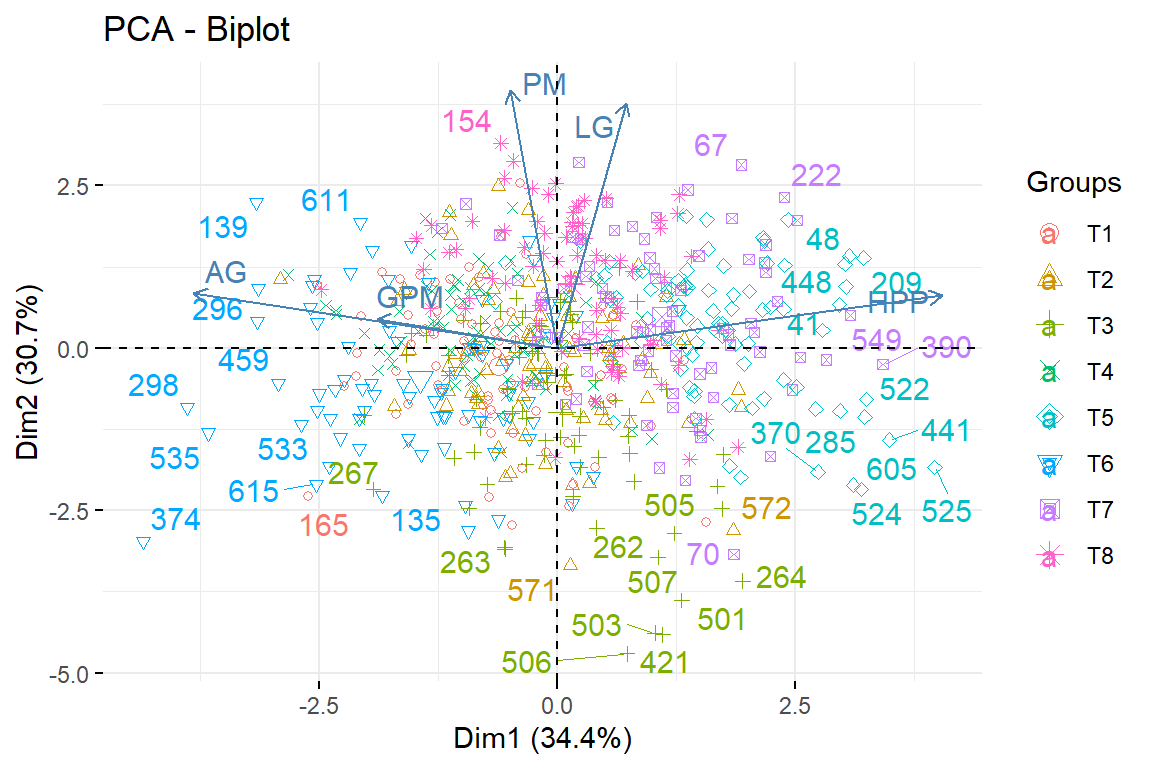 PCA - Biplot
PM
154
LG
67
222
2.5
611
139
48
AG
448
209
GPM
HPP
296
41
549
390
0.0
459
298
522
370
285
441
533
535
267
605
615
374
165
135
505
572
524
525
-2.5
263
262
70
264
507
571
501
503
506
421
-5.0
-2.5
0.0
2.5
Dim1 (34.4%)
Dim2 (30.7%)
Groups
a T1
a T2
a T3
a T4
a T5
a T6
a T7
a T8